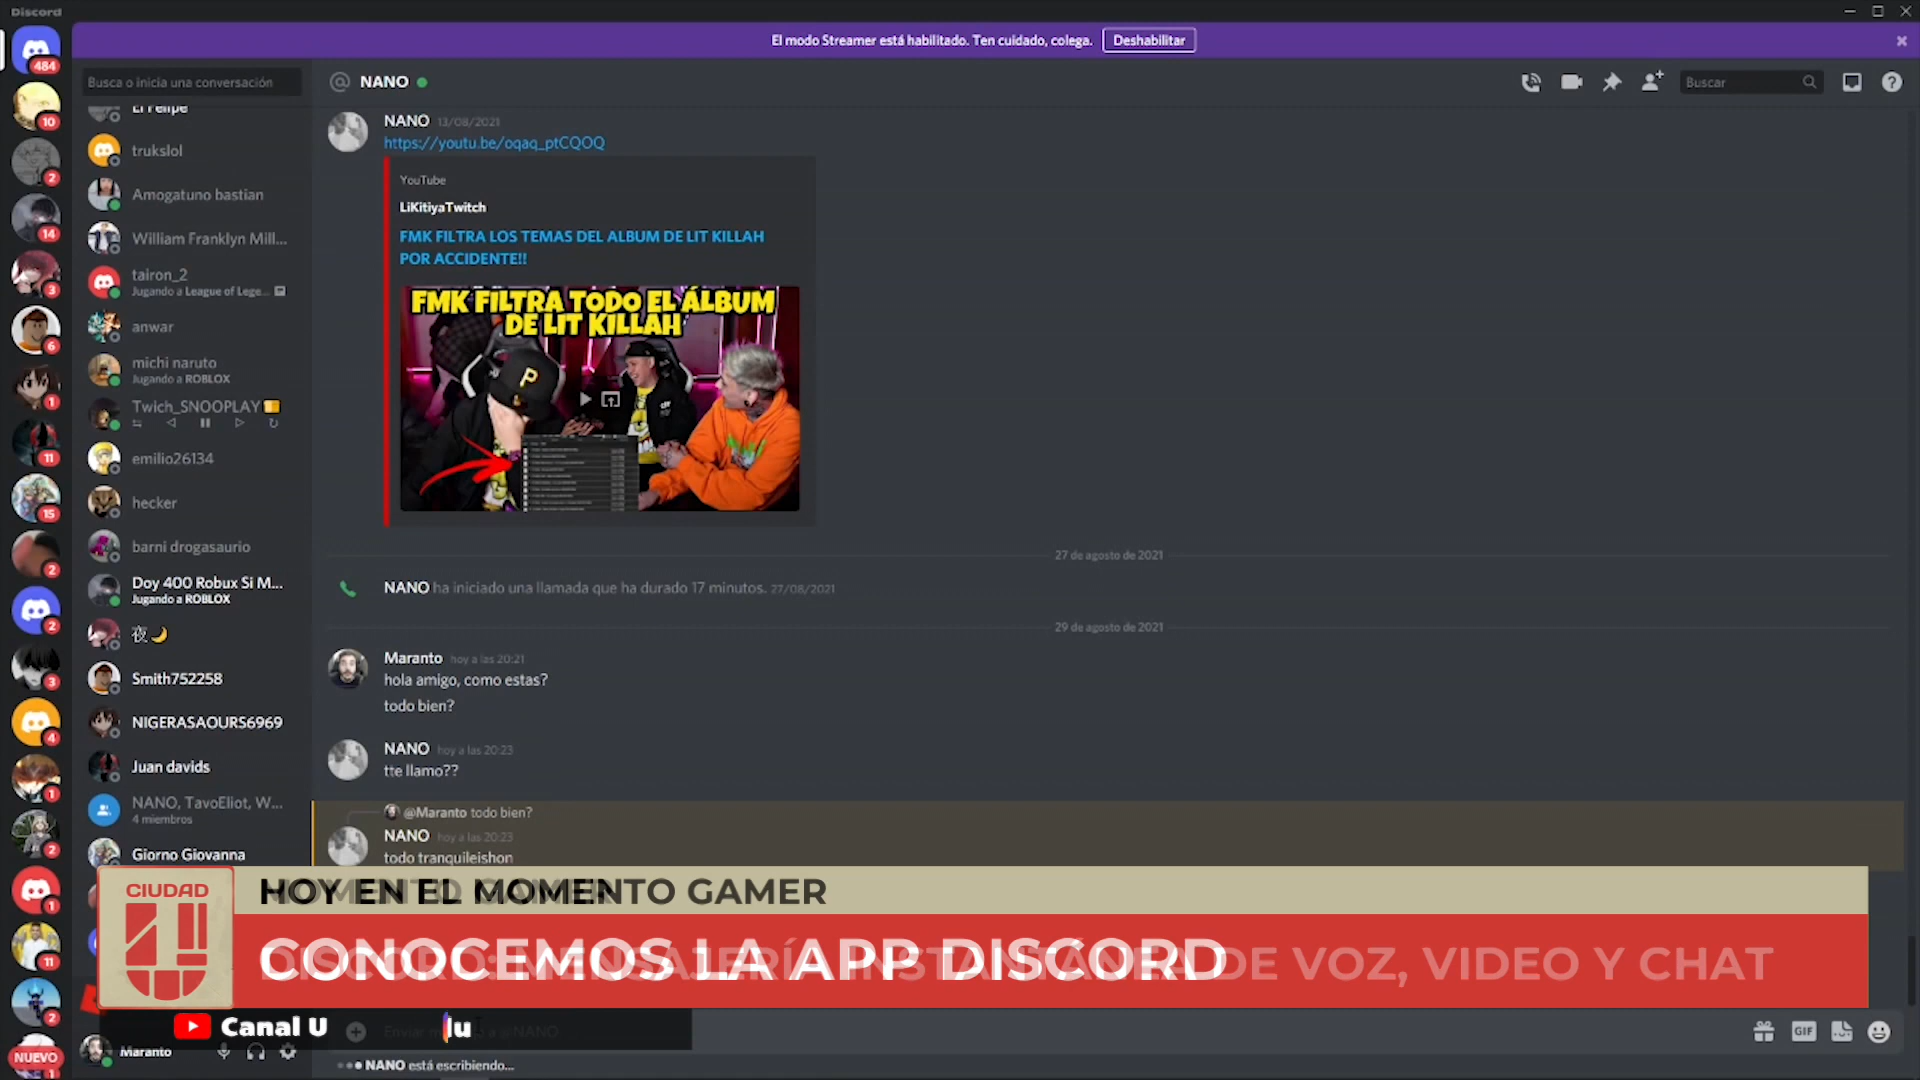 Discord
El modo Streamer está habilitado. Ten cuidado, colega.
Deshabilitar
484
10
2
14
3
6
1
11
15
2
2
3
4
1
2
1
11
2
NUEVO
1
Busca o inicia una conversación
El Felipe
trukslol
Amogatuno bastian
William Franklyn Mill...
tairon_2
Jugando a League of Lege...
anwar
michi naruto
Jugando a ROBLOX
Twich_SNOOPLAY
emilio26134
hecker
barni drogasaurio
Doy 400 Robux Si M...
Jugando a ROBLOX
夜🌙
Smith752258
NIGERASAOURS6969
Juan davids
NANO, TavoEliot, W...
4 miembros
Giorno Giovanna
Maranto
@ NANO
Buscar
NANO 13/08/2021
https://youtu.be/oqaq_ptCQOQ
YouTube
LiKitiyaTwitch
FMK FILTRA LOS TEMAS DEL ALBUM DE LIT KILLAH
POR ACCIDENTE!!
FMK FILTRA TODO EL ÁLBUM
DE LIT KILLAH
P
27 de agosto de 2021
NANO ha iniciado una llamada que ha durado 17 minutos. 27/08/2021
29 de agosto de 2021
Maranto hoy a las 20:21
hola amigo, como estas?
todo bien?
NANO hoy a las 20:23
tte llamo??
@Maranto todo bien?
NANO hoy a las 20:23
todo tranquileishon
CIUDAD
U
HOY EN EL MOMENTO GAMER
MOMENTO GAMER
CONOCEMOS LA APP DISCORD
DISCORD: MENSAJERÍA INSTANTÁNEA DE VOZ, VIDEO Y CHAT
Canal U
lu
GIF
NANO está escribiendo...